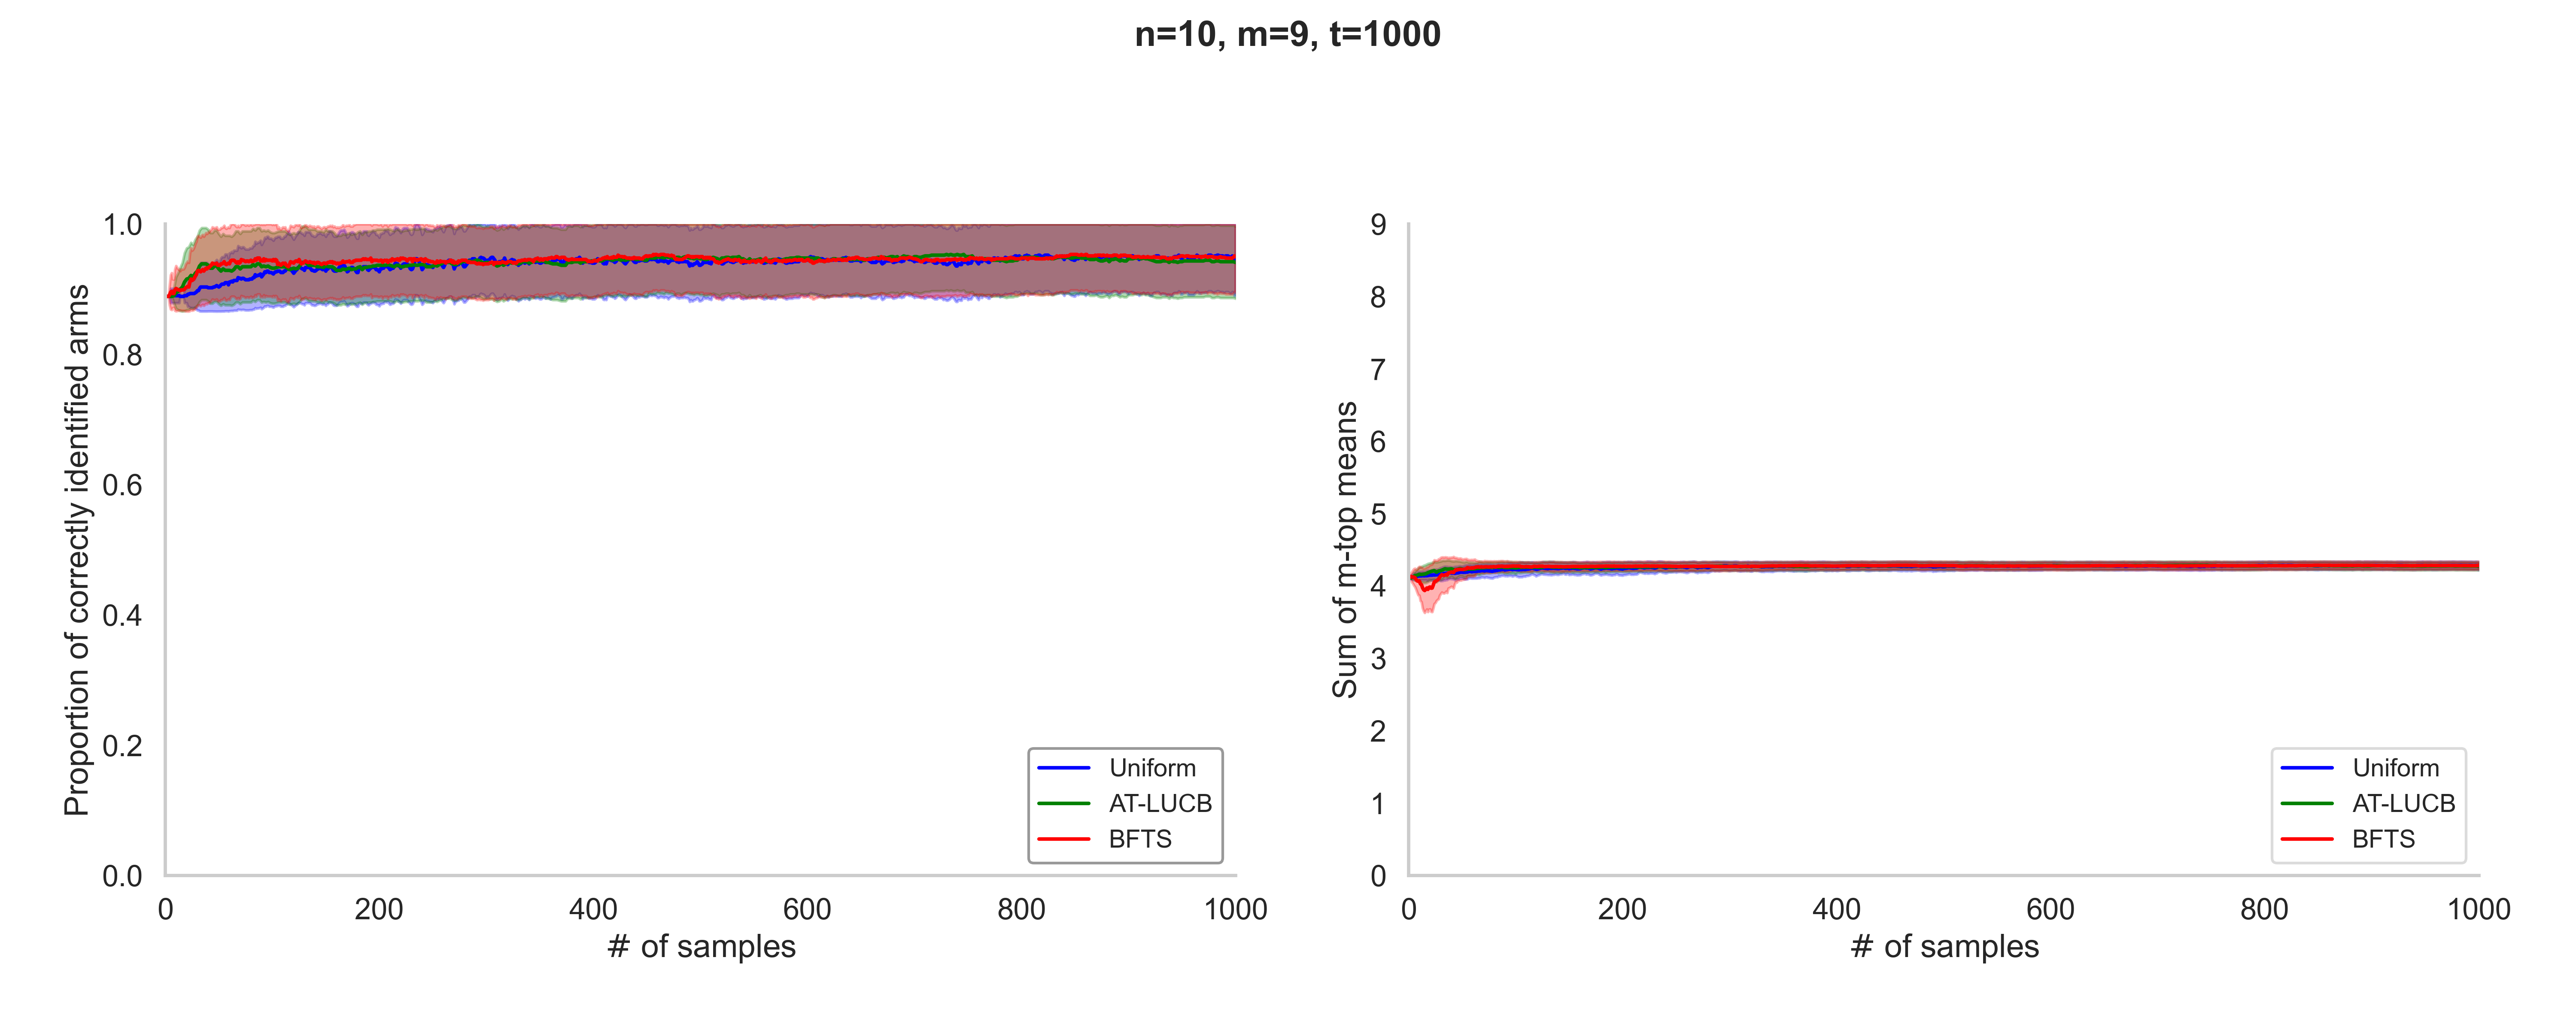 n=10, m=9, t=1000
Proportion of correctly identified arms
1.0
0.8
0.6
0.4
0.2
0.0
0 200 400 600 800 1000
# of samples
Uniform
AT-LUCB
BFTS
Sum of m-top means
9
8
7
6
5
4
3
2
1
0
0 200 400 600 800 1000
# of samples
Uniform
AT-LUCB
BFTS